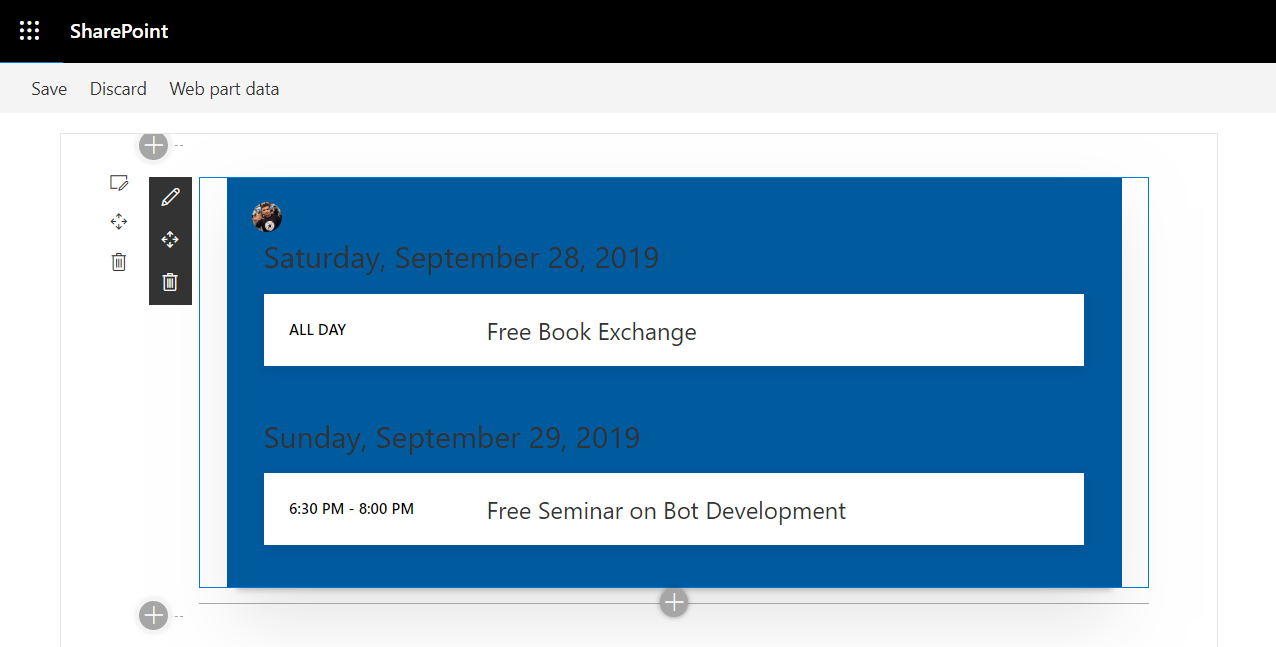 SharePoint
Save Discard Web part data
Saturday, September 28, 2019
ALL DAY Free Book Exchange
Sunday, September 29, 2019
6:30 PM - 8:00 PM Free Seminar on Bot Development